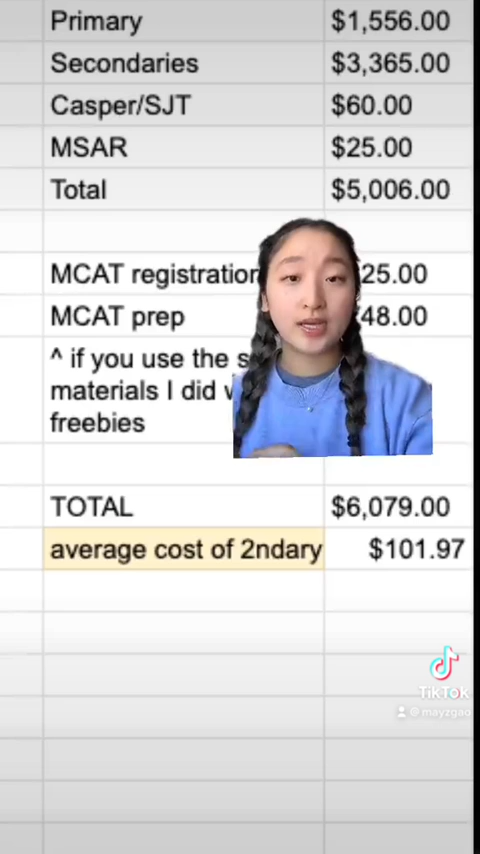 Primary $1,556.00
Secondaries $3,365.00
Casper/SJT $60.00
MSAR $25.00
Total $5,006.00
MCAT registration 25.00
MCAT prep 48.00
^ if you use the s
materials I did w
freebies
TOTAL $6,079.00
average cost of 2ndary $101.97
TikTok
@mayzgao